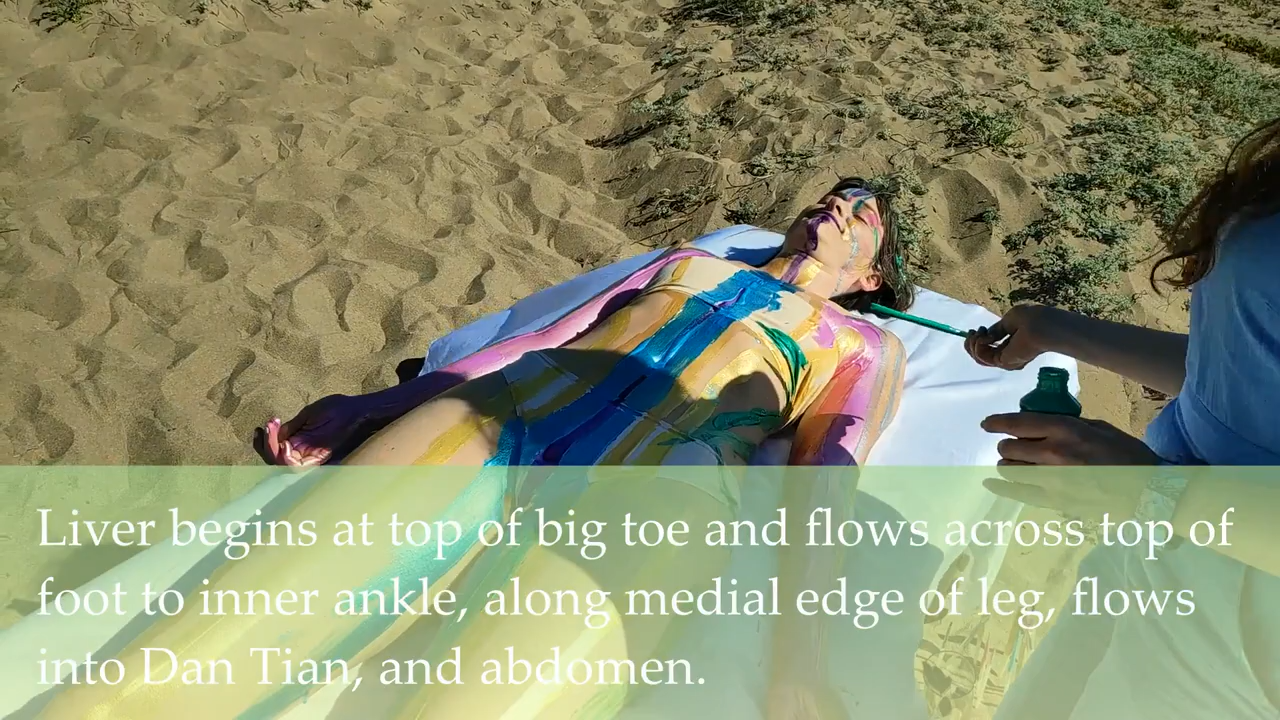 Liver begins at top of big toe and flows across top of
foot to inner ankle, along medial edge of leg, flows
into Dan Tian, and abdomen.